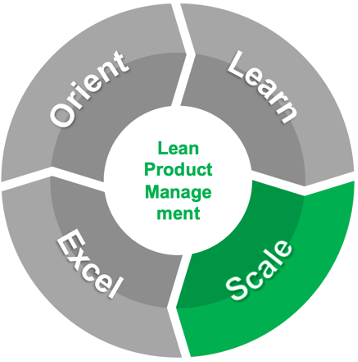 Orient
Learn
Lean
Product
Manage
ment
Excel
Scale